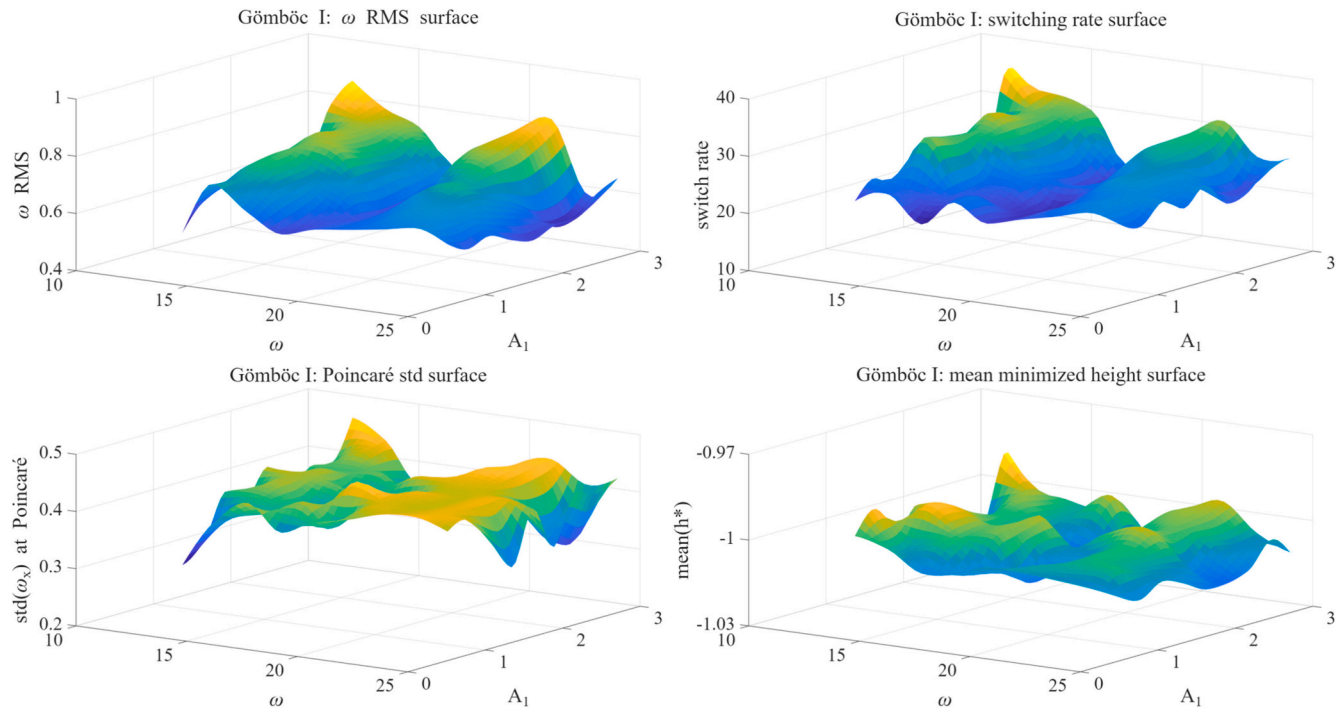 Gömböc I: ω RMS surface
1
0.8
0.6
0.4
ω RMS
10
15
20
25
ω
0
1
2
3
A₁
Gömböc I: switching rate surface
40
30
20
10
switch rate
10
15
20
25
ω
0
1
2
3
A₁
Gömböc I: Poincaré std surface
0.5
0.4
0.3
0.2
std(ωₓ) at Poincaré
10
15
20
25
ω
0
1
2
3
A₁
Gömböc I: mean minimized height surface
-0.97
-1
-1.03
mean(h*)
10
15
20
25
ω
0
1
2
3
A₁